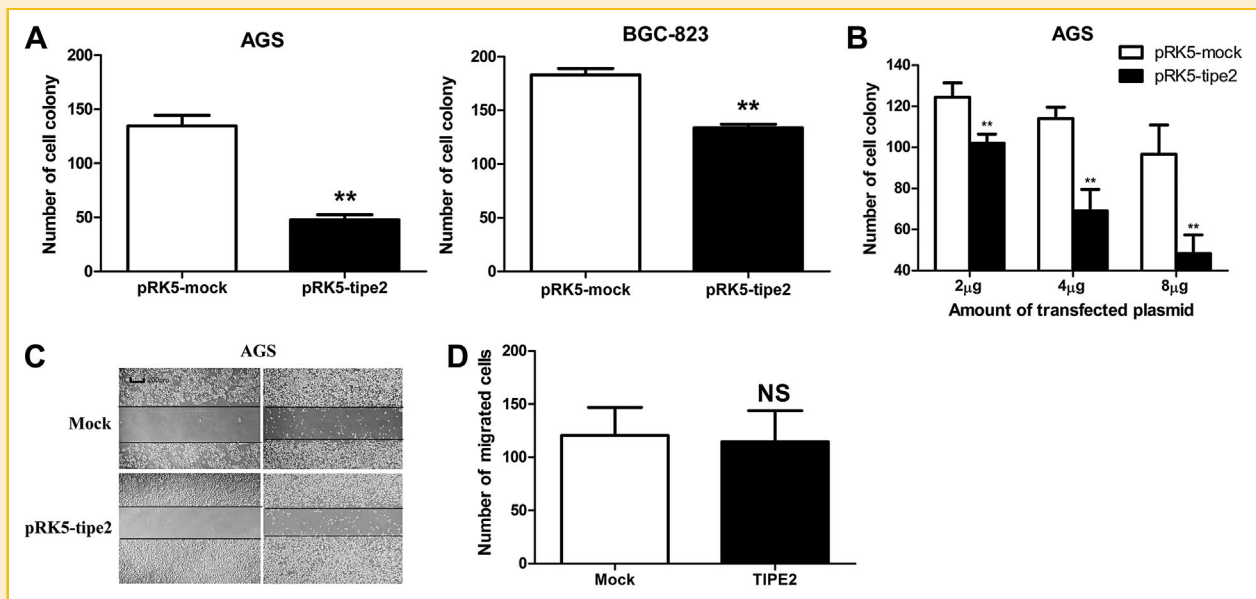 A
AGS
Number of cell colony
200
150
100
50
0
pRK5-mock
**
pRK5-tipe2
BGC-823
Number of cell colony
200
150
100
50
0
pRK5-mock
**
pRK5-tipe2
B
AGS
pRK5-mock
pRK5-tipe2
Number of cell colony
140
120
100
80
60
40
**
**
**
2μg
4μg
8μg
Amount of transfected plasmid
C
AGS
Mock
pRK5-tipe2
D
Number of migrated cells
200
150
100
50
0
NS
Mock
TIPE2